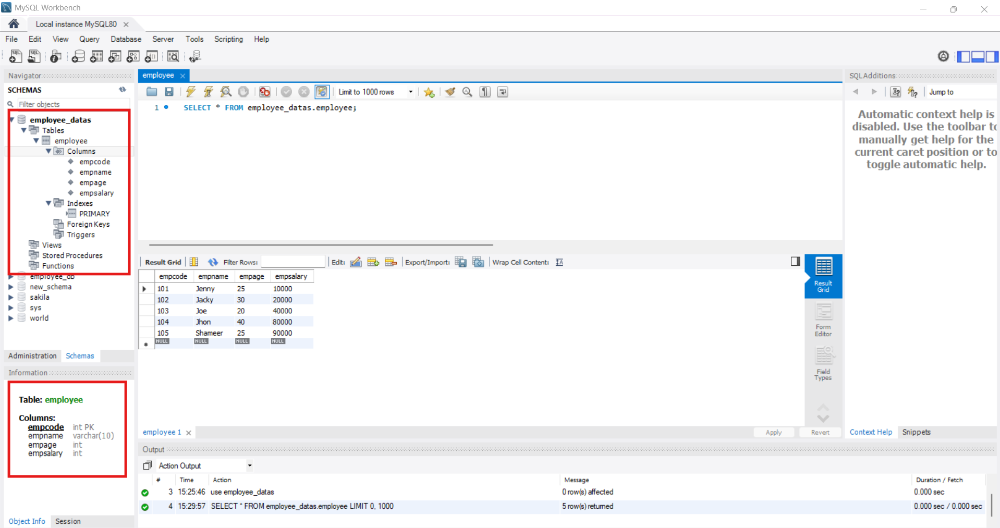 MySQL Workbench
Local instance MySQL80
File Edit View Query Database Server Tools Scripting Help
Navigator
SCHEMAS
Filter objects
employee_datas
Tables
employee
Columns
empcode
empname
empage
empsalary
Indexes
PRIMARY
Foreign Keys
Triggers
Views
Stored Procedures
Functions
employee_db
new_schema
sakila
sys
world
Administration Schemas
Information
Table: employee
Columns:
empcode int PK
empname varchar(10)
empage int
empsalary int
Object Info Session
employee
Limit to 1000 rows
1 SELECT * FROM employee_datas.employee;
Result Grid Filter Rows: Edit: Export/Import: Wrap Cell Content:
empcode empname empage empsalary
101 Jenny 25 10000
102 Jacky 30 20000
103 Joe 20 40000
104 Jhon 40 80000
105 Shameer 25 90000
NULL NULL NULL NULL
Result
Grid
Form
Editor
Field
Types
employee 1
Apply Revert
SQLAdditions
Jump to
Automatic context help is
disabled. Use the toolbar to
manually get help for the
current caret position or to
toggle automatic help.
Context Help Snippets
Output
Action Output
# Time Action Message Duration / Fetch
3 15:25:46 use employee_datas 0 row(s) affected 0.000 sec
4 15:29:57 SELECT * FROM employee_datas.employee LIMIT 0, 1000 5 row(s) returned 0.000 sec / 0.000 sec